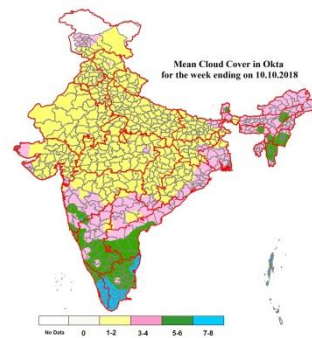 Mean Cloud Cover in Okta
for the week ending on 10.10.2018
No Data 0 1-2 3-4 5-6 7-8